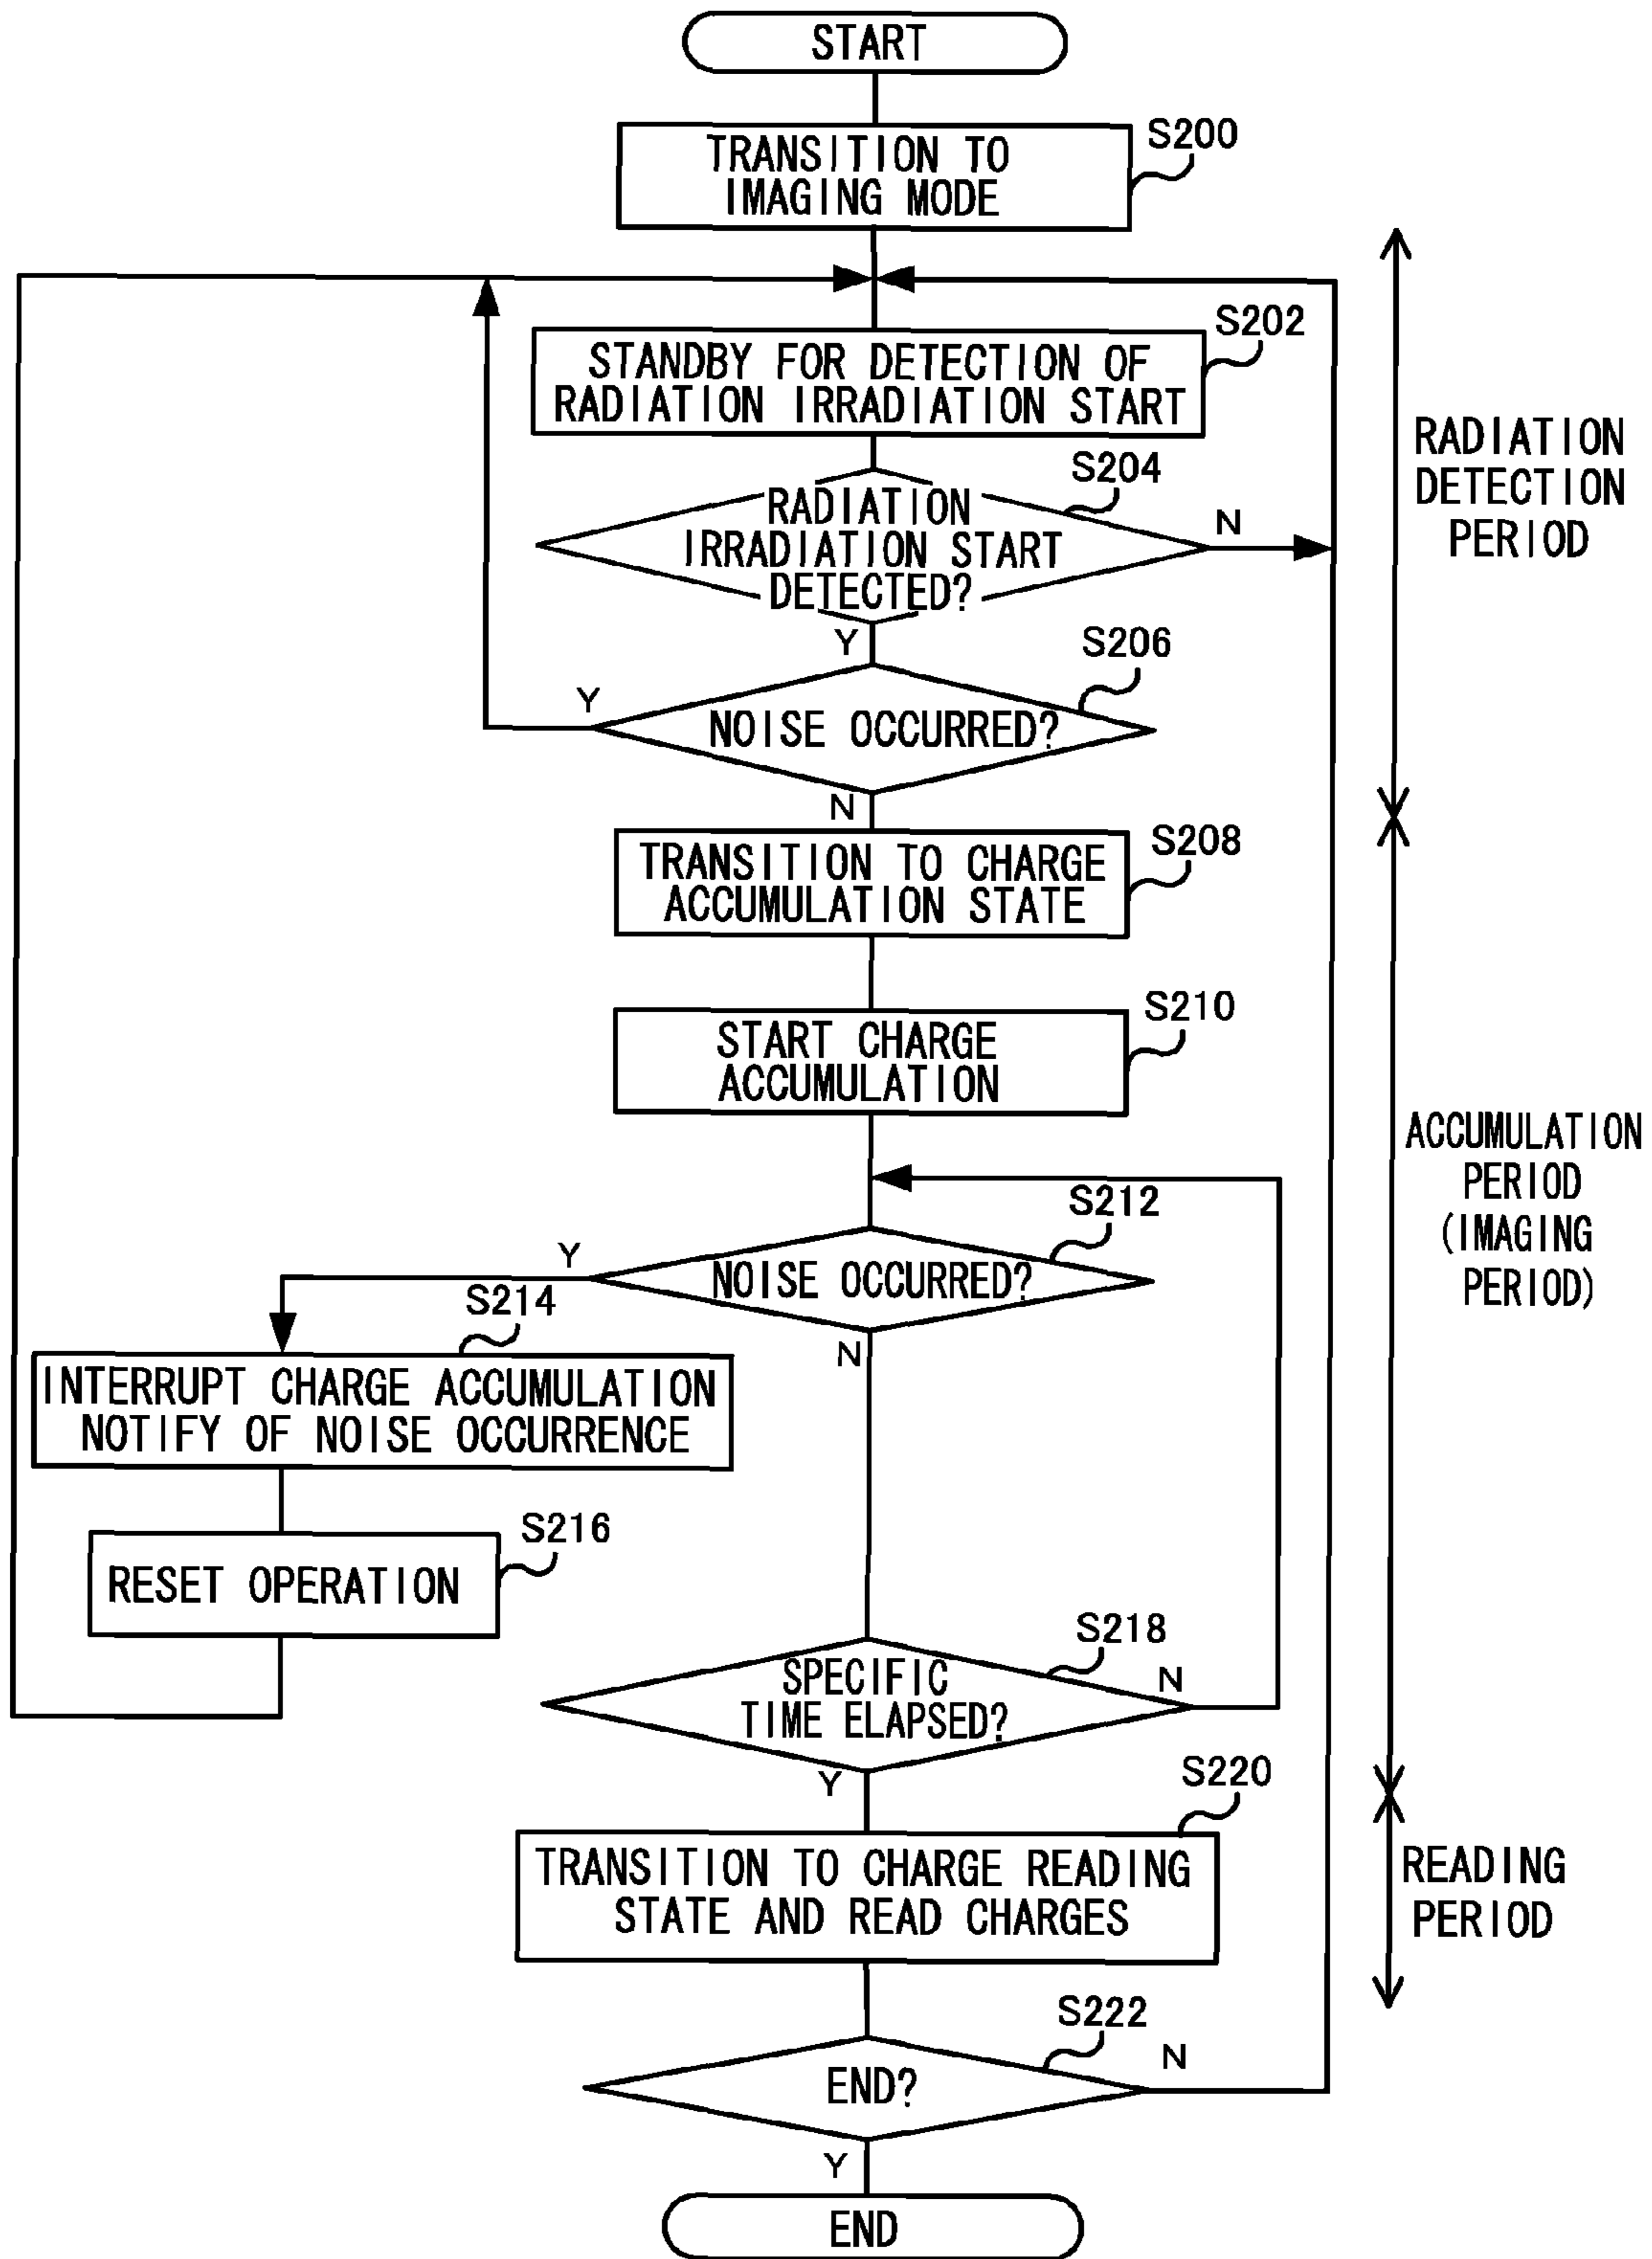 START
S200
TRANSITION TO
IMAGING MODE
S202
STANDBY FOR DETECTION OF
RADIATION IRRADIATION START
RADIATION
DETECTION
PERIOD
S204
RADIATION
IRRADIATION START
DETECTED?
N
Y
S206
Y
NOISE OCCURRED?
N
S208
TRANSITION TO CHARGE
ACCUMULATION STATE
S210
START CHARGE
ACCUMULATION
ACCUMULATION
PERIOD
(IMAGING
PERIOD)
S212
Y
NOISE OCCURRED?
N
S214
INTERRUPT CHARGE ACCUMULATION
NOTIFY OF NOISE OCCURRENCE
S216
RESET OPERATION
S218
SPECIFIC
TIME ELAPSED?
N
Y
S220
TRANSITION TO CHARGE READING
STATE AND READ CHARGES
READING
PERIOD
S222
END?
N
Y
END